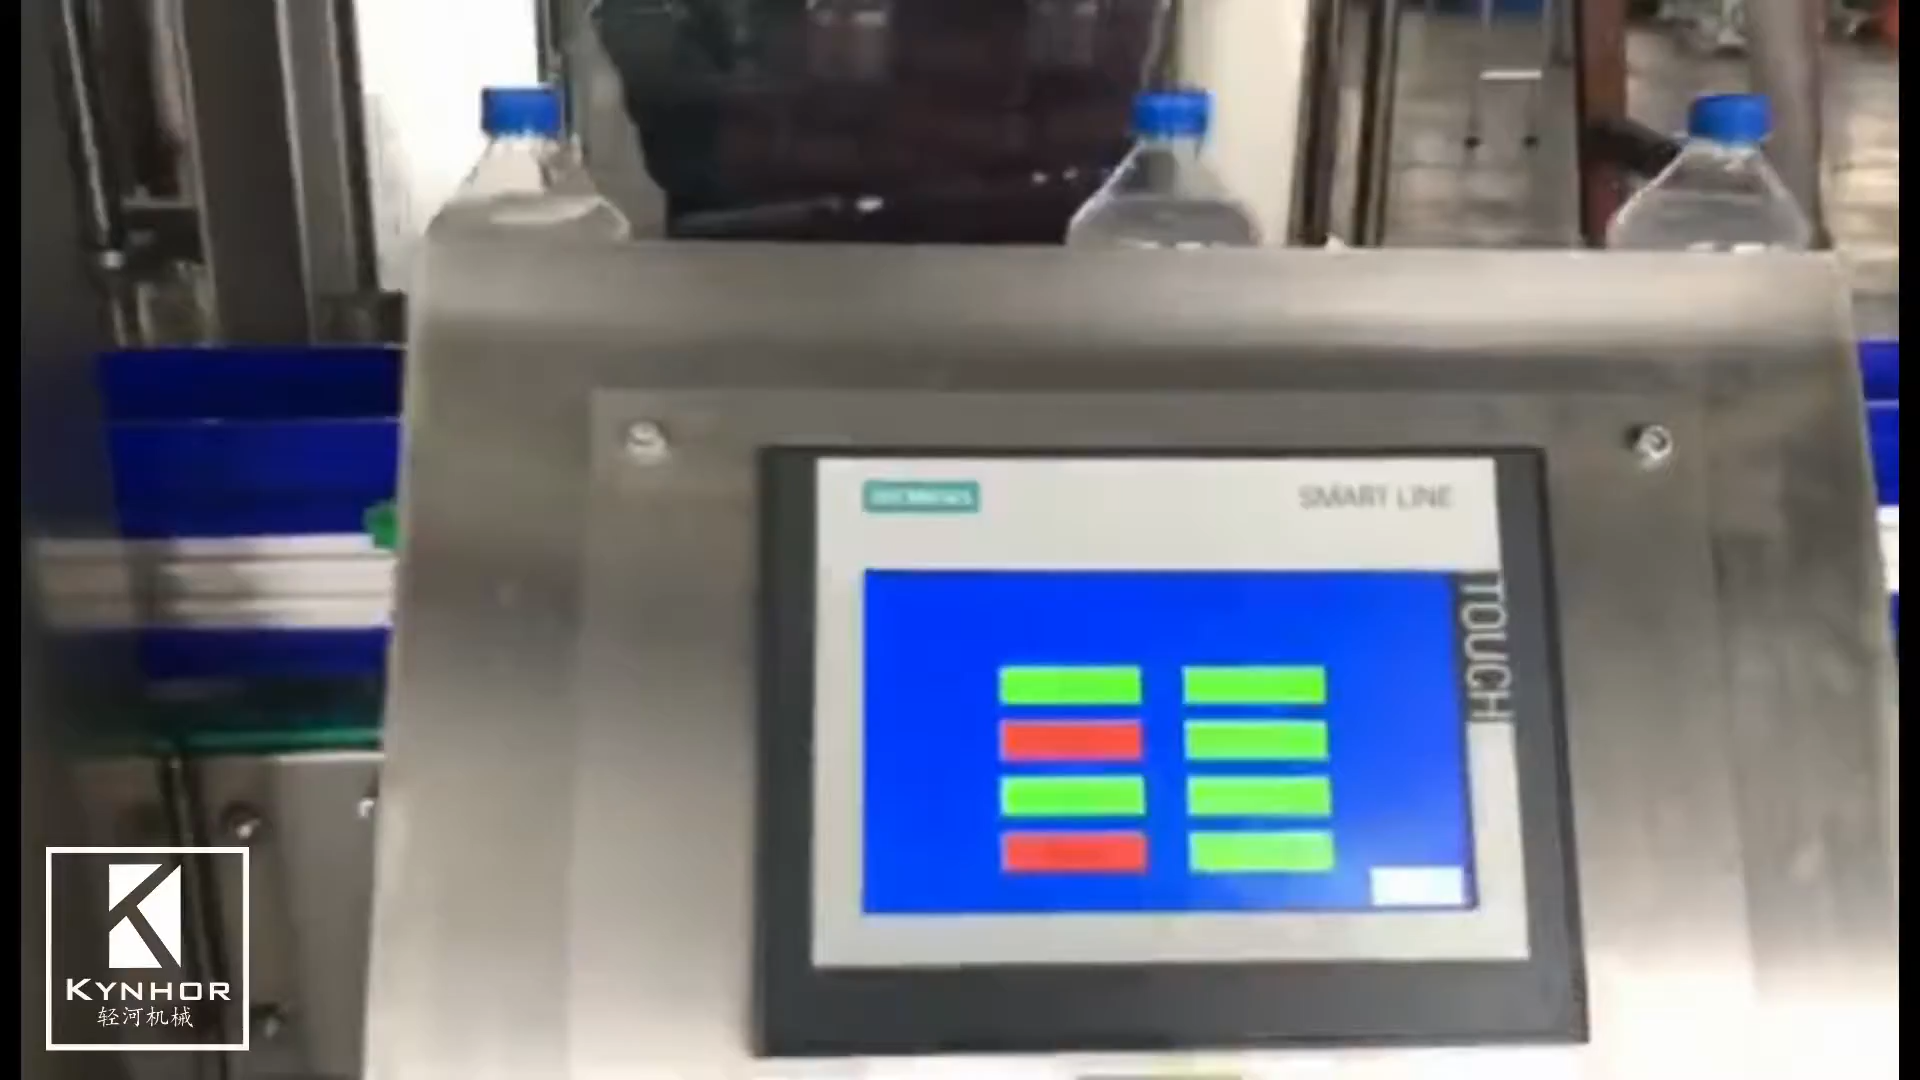 SIEMENS
SMART LINE
TOUCH
KYNHOR
轻河机械